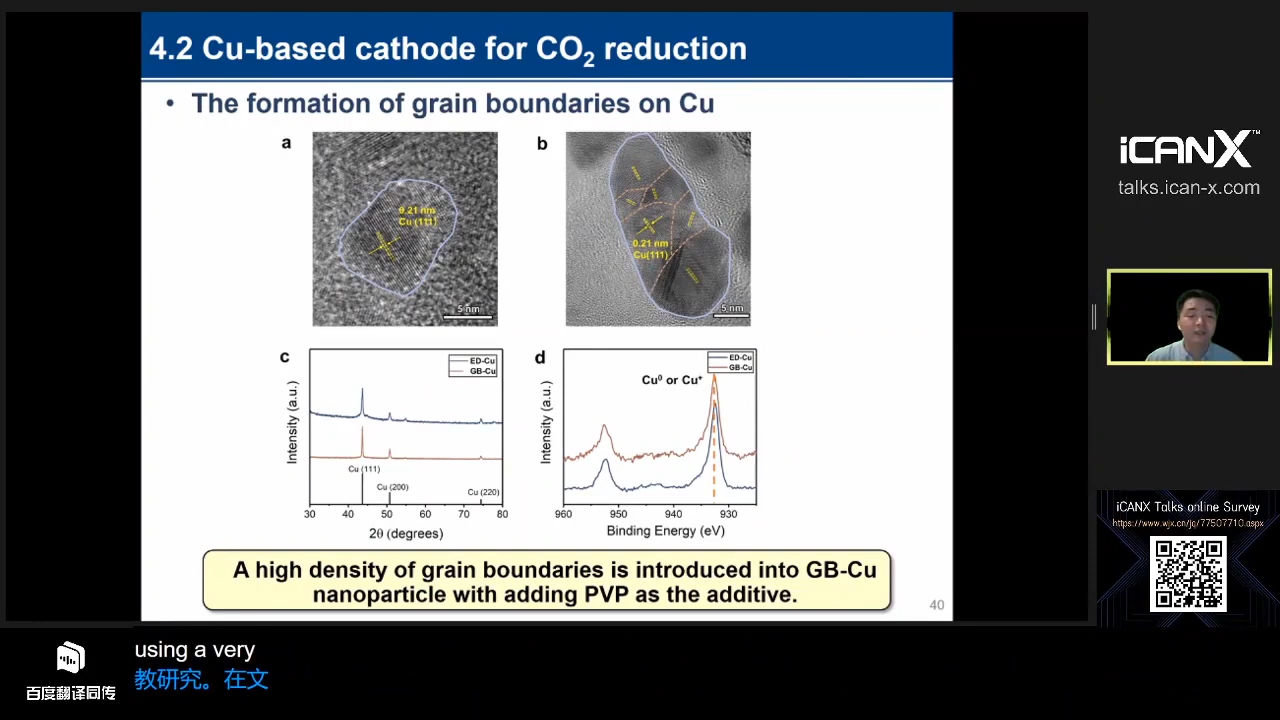 4.2 Cu-based cathode for CO₂ reduction
• The formation of grain boundaries on Cu
a
0.21 nm
Cu (111)
5 nm
b
0.21 nm
Cu(111)
5 nm
c
ED-Cu
GB-Cu
Intensity (a.u.)
Cu (111)
Cu (200)
Cu (220)
30 40 50 60 70 80
2θ (degrees)
d
ED-Cu
GB-Cu
Cu⁰ or Cu⁺
Intensity (a.u.)
960 950 940 930
Binding Energy (eV)
A high density of grain boundaries is introduced into GB-Cu
nanoparticle with adding PVP as the additive.
40
iCANX™
talks.ican-x.com
iCANX Talks online Survey
https://www.wjx.cn/jq/77507710.aspx
百度翻译同传
using a very
教研究。在文